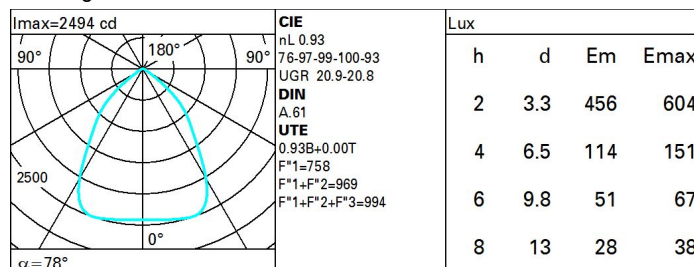 Imax=2494 cd
90° 180° 90°
2500
0°
α=78°
CIE
nL 0.93
76-97-99-100-93
UGR 20.9-20.8
DIN
A.61
UTE
0.93B+0.00T
F"1=758
F"1+F"2=969
F"1+F"2+F"3=994
Lux
h d Em Emax
2 3.3 456 604
4 6.5 114 151
6 9.8 51 67
8 13 28 38